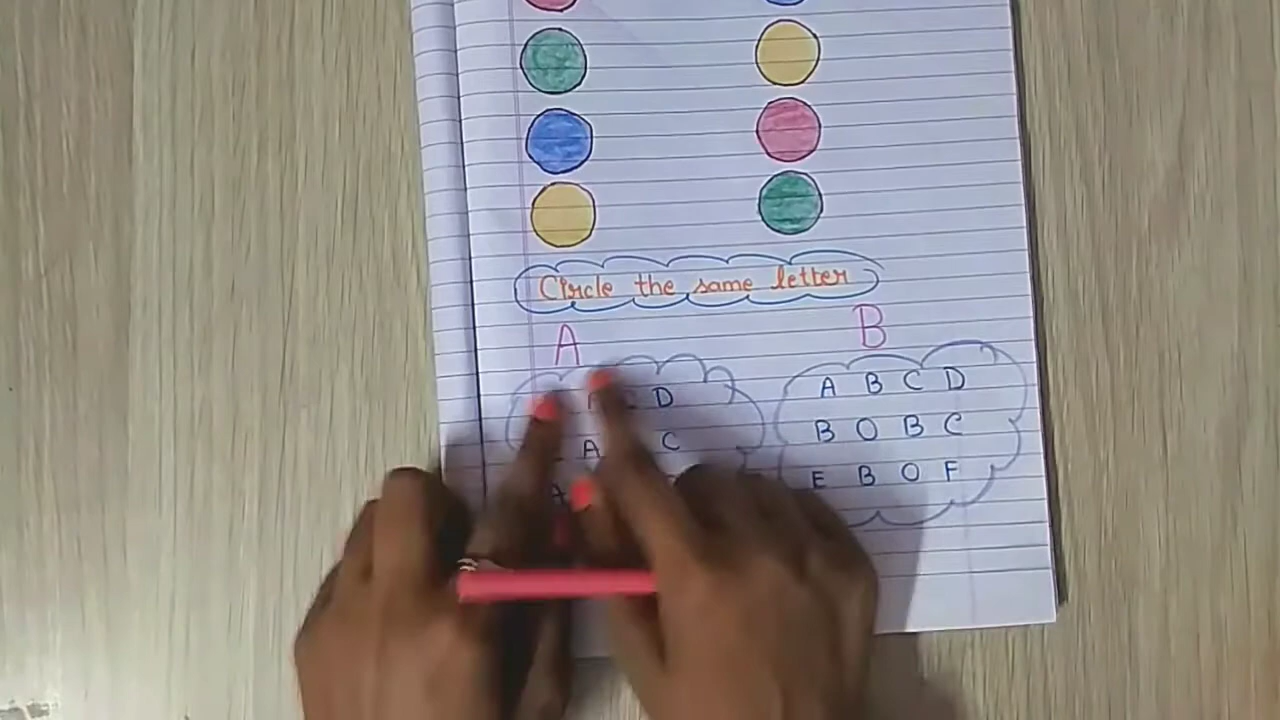 Circle the same letter
A B
A D
A C
A
A B C D
B O B C
E B O F